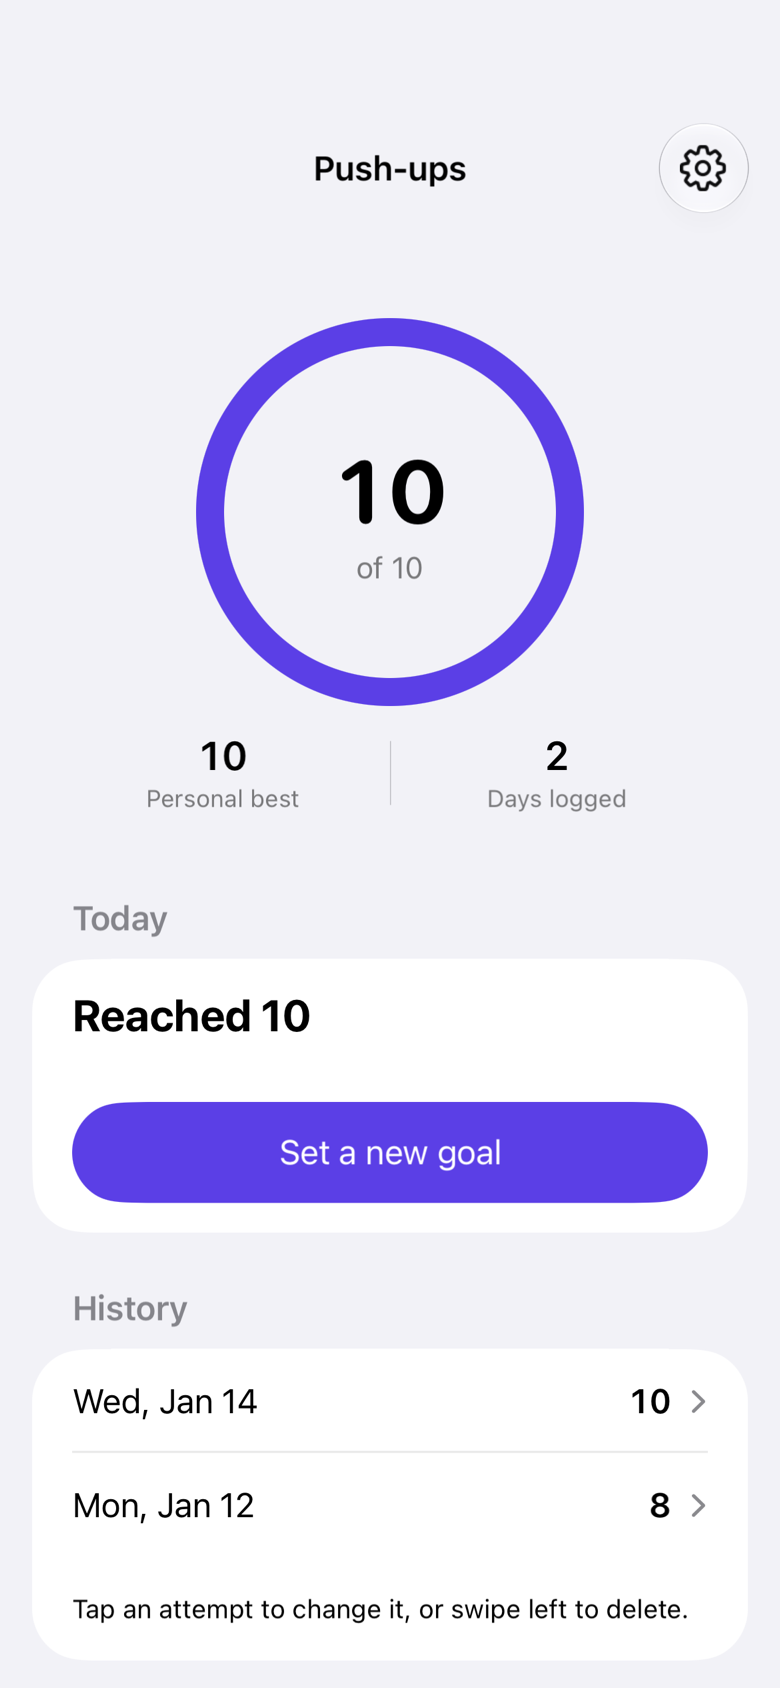 Push-ups
10
of 10
10
Personal best
2
Days logged
Today
Reached 10
Set a new goal
History
Wed, Jan 14 10
Mon, Jan 12 8
Tap an attempt to change it, or swipe left to delete.